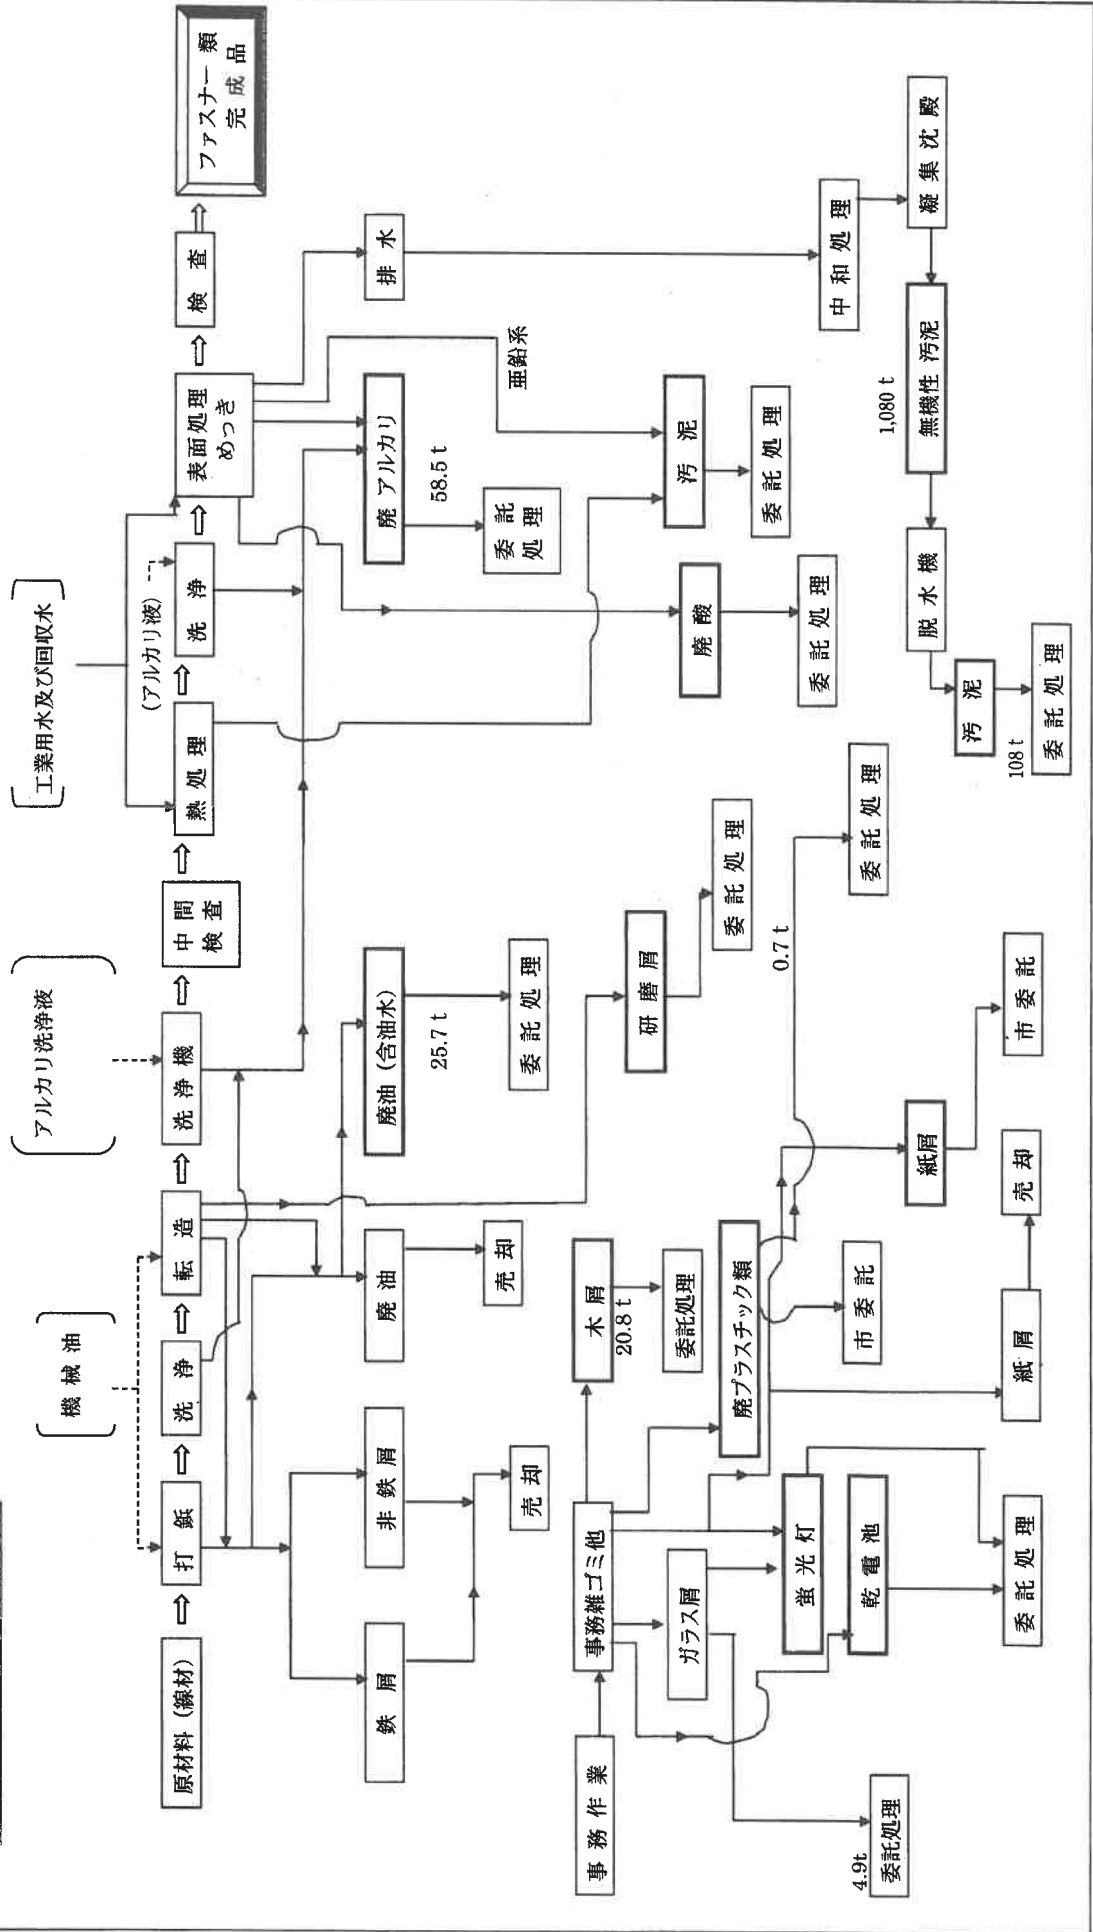 機械油
アルカリ洗浄液
工業用水及び回収水
(アルカリ液)
原材料(線材)
打鋲
洗浄
転造
洗浄機
中間
検査
熱処理
洗浄
表面処理
めっき
検査
ファスナー類
完成品
鉄屑
非鉄屑
売却
廃油
売却
廃油(含油水)
25.7t
委託処理
廃アルカリ
58.5t
委託
処理
亜鉛系
排水
研磨屑
委託処理
廃酸
委託処理
汚泥
委託処理
中和処理
凝集沈殿
無機性汚泥
1,080t
脱水機
汚泥
108t
委託処理
事務作業
事務雑ゴミ他
木屑
20.8t
委託処理
ガラス屑
4.9t
委託処理
廃プラスチック類
市委託
0.7t
委託処理
蛍光灯
乾電池
委託処理
紙屑
市委託
紙屑
売却